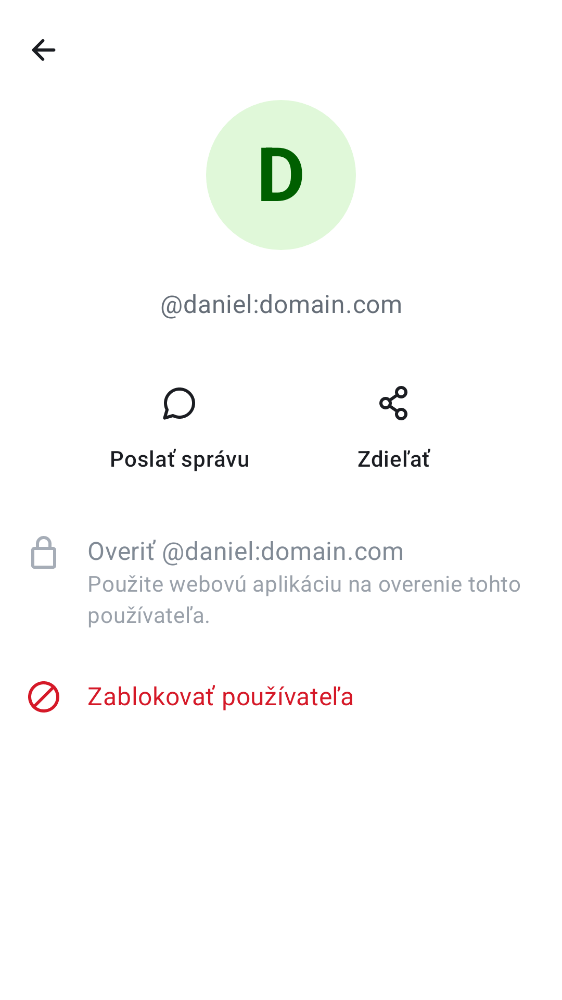 D
@daniel:domain.com
Poslať správu
Zdieľať
Overiť @daniel:domain.com
Použite webovú aplikáciu na overenie tohto
používateľa.
Zablokovať používateľa